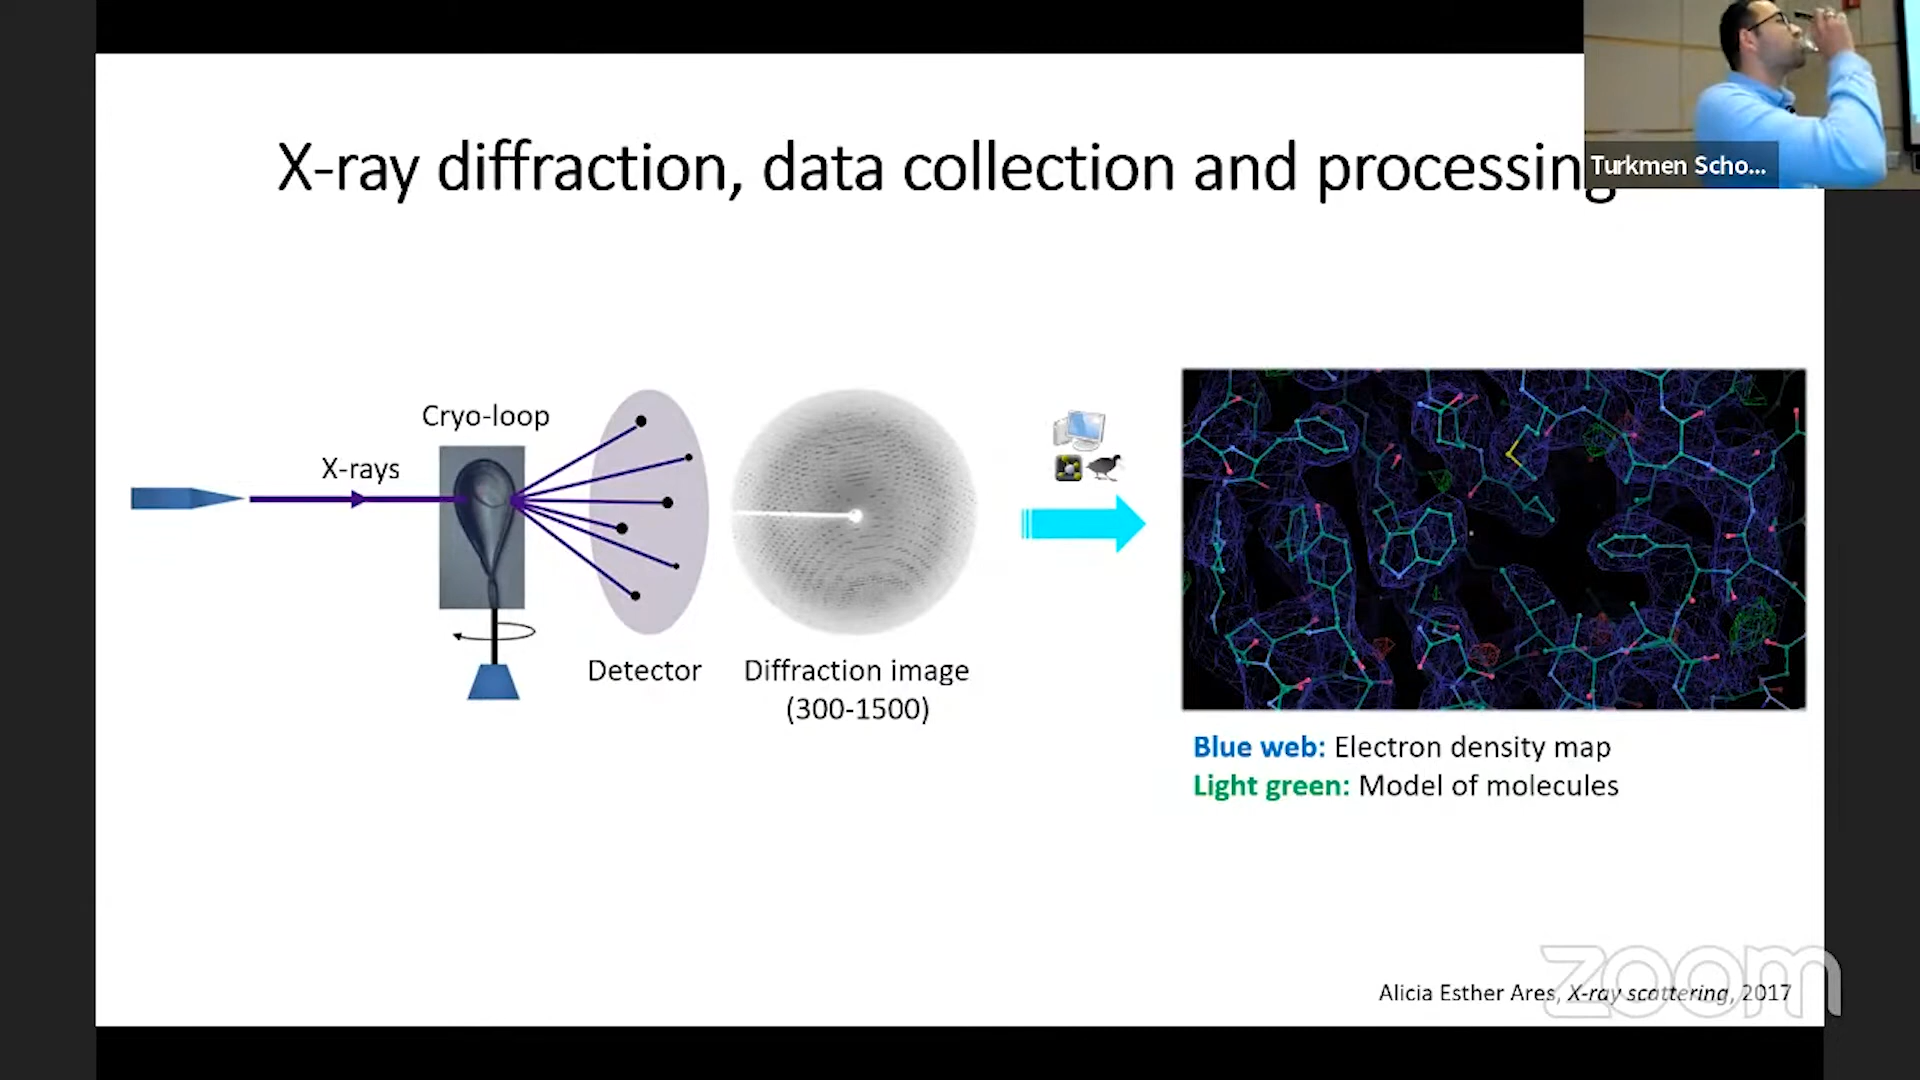 X-ray diffraction, data collection and processing
Turkmen Scho...
Cryo-loop
X-rays
Detector
Diffraction image
(300-1500)
Blue web: Electron density map
Light green: Model of molecules
Alicia Esther Ares, X-ray scattering, 2017
zoom